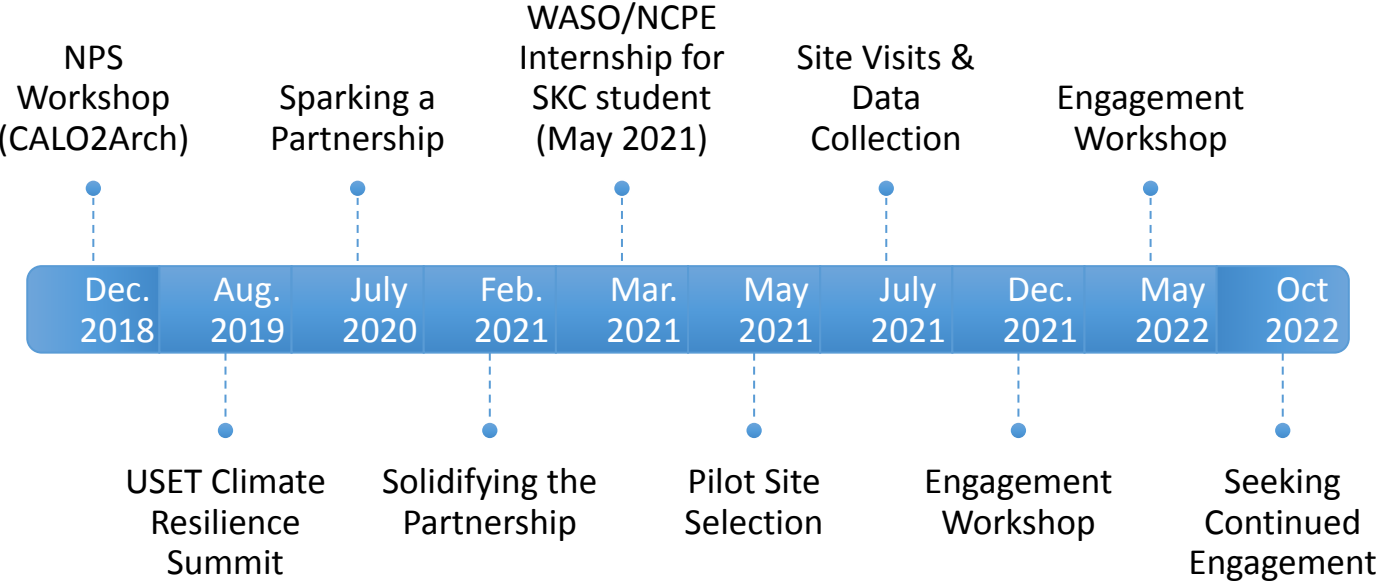 NPS
Workshop
(CALO2Arch)
Sparking a
Partnership
WASO/NCPE
Internship for
SKC student
(May 2021)
Site Visits &
Data
Collection
Engagement
Workshop
Dec.
2018
Aug.
2019
July
2020
Feb.
2021
Mar.
2021
May
2021
July
2021
Dec.
2021
May
2022
Oct
2022
USET Climate
Resilience
Summit
Solidifying the
Partnership
Pilot Site
Selection
Engagement
Workshop
Seeking
Continued
Engagement